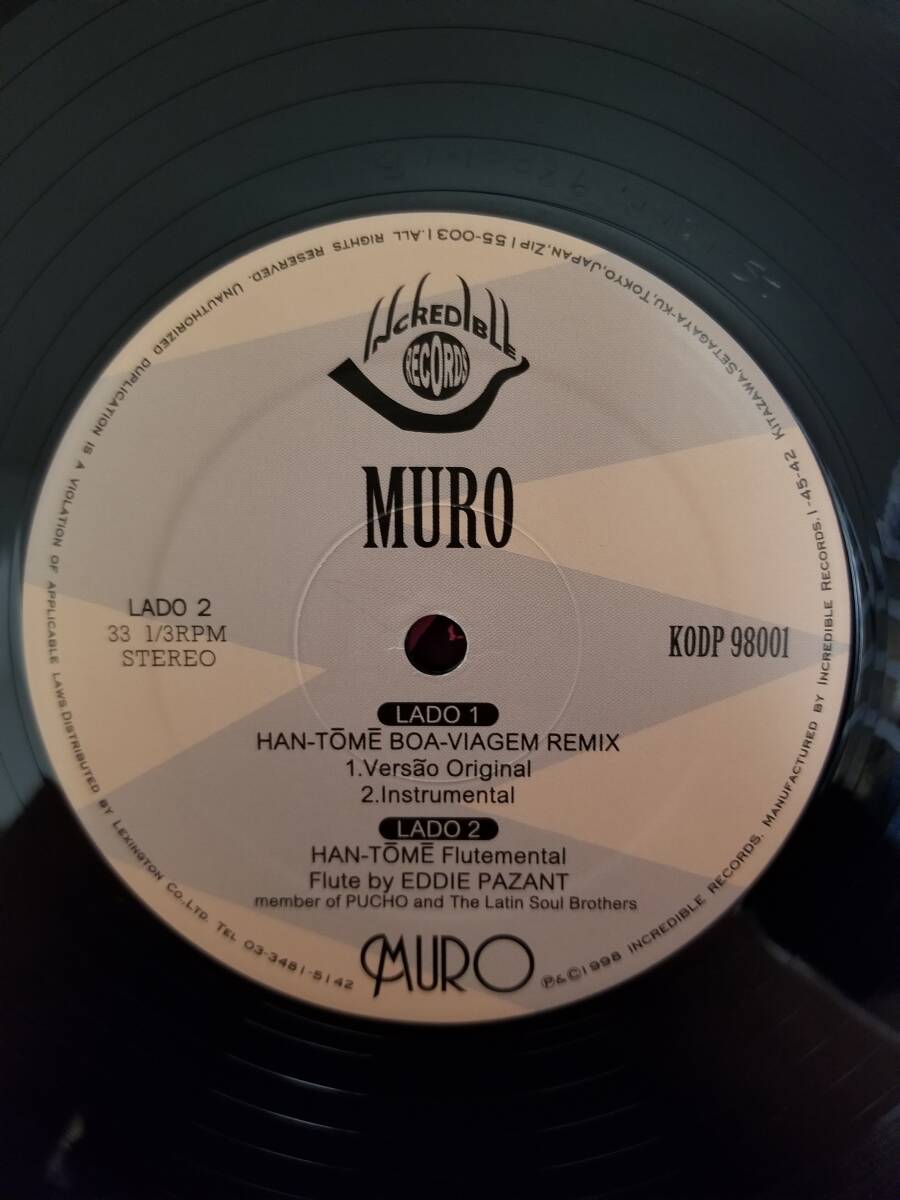 INCREDIBLE
RECORDS
MURO
LADO 2
33 1/3RPM
STEREO
KODP 98001
LADO 1
HAN-TŌMĒ BOA-VIAGEM REMIX
1.Versão Original
2.Instrumental
LADO 2
HAN-TŌMĒ Flutemental
Flute by EDDIE PAZANT
member of PUCHO and The Latin Soul Brothers
MURO
℗&©1998 INCREDIBLE RECORDS. MANUFACTURED BY INCREDIBLE RECORDS.1-45-42 KITAZAWA,SETAGAYA-KU,TOKYO,JAPAN,ZIP155-0031.ALL RIGHTS RESERVED. UNAUTHORIZED DUPLICATION IS A VIOLATION OF APPLICABLE LAWS.DISTRIBUTED BY LEXINGTON CO.,LTD. TEL 03-3481-5142